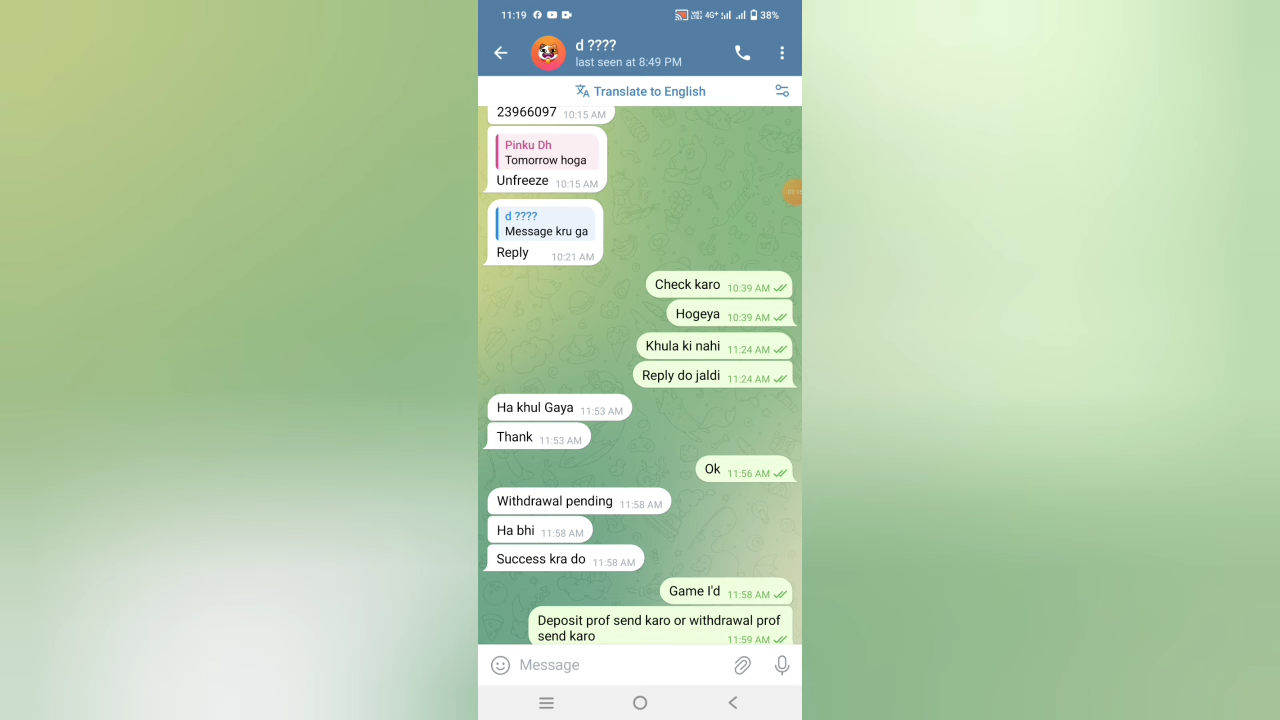 11:19
4G+
38%
d ????
last seen at 8:49 PM
Translate to English
23966097 10:15 AM
Pinku Dh
Tomorrow hoga
Unfreeze 10:15 AM
d ????
Message kru ga
Reply 10:21 AM
Check karo 10:39 AM
Hogeya 10:39 AM
Khula ki nahi 11:24 AM
Reply do jaldi 11:24 AM
Ha khul Gaya 11:53 AM
Thank 11:53 AM
Ok 11:56 AM
Withdrawal pending 11:58 AM
Ha bhi 11:58 AM
Success kra do 11:58 AM
Game I'd 11:58 AM
Deposit prof send karo or withdrawal prof
send karo 11:59 AM
Message